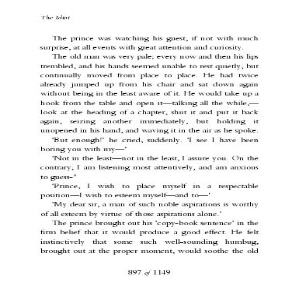 The Idiot
The prince was watching his guest, if not with much
surprise, at all events with great attention and curiosity.
The old man was very pale; every now and then his lips
trembled, and his hands seemed unable to rest quietly, but
continually moved from place to place. He had twice
already jumped up from his chair and sat down again
without being in the least aware of it. He would take up a
hook from the table and open it—talking all the while,—
look at the heading of a chapter, shut it and put it back
again, seizing another immediately, but holding it
unopened in his hand, and waving it in the air as he spoke.
'But enough!' he cried, suddenly. 'I see I have been
boring you with my—'
'Not in the least—not in the least, I assure you. On the
contrary, I am listening most attentively, and am anxious
to guess-'
'Prince, I wish to place myself in a respectable
position—I wish to esteem myself—and to—'
'My dear sir, a man of such noble aspirations is worthy
of all esteem by virtue of those aspirations alone.'
The prince brought out his 'copy-book sentence' in the
firm belief that it would produce a good effect. He felt
instinctively that some such well-sounding humbug,
brought out at the proper moment, would soothe the old
897 of 1149